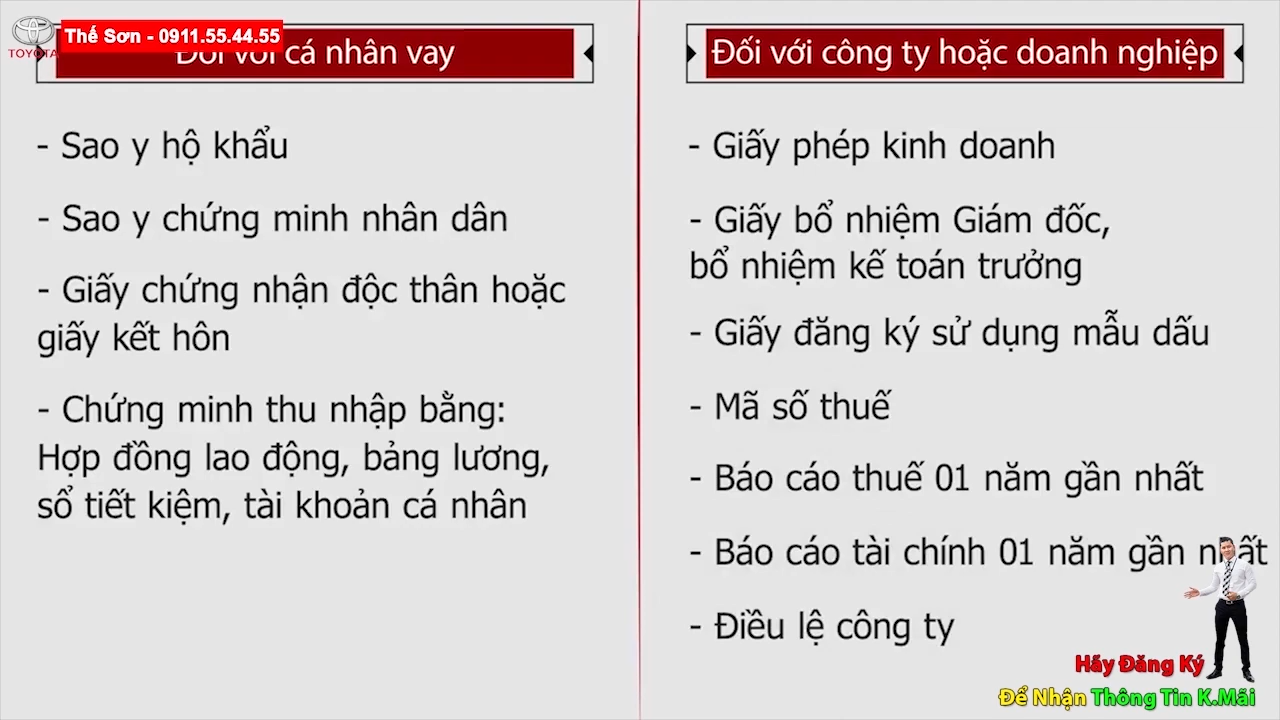 TOYOTA
Thế Sơn - 0911.55.44.55
Đối với cá nhân vay
- Sao y hộ khẩu
- Sao y chứng minh nhân dân
- Giấy chứng nhận độc thân hoặc
giấy kết hôn
- Chứng minh thu nhập bằng:
Hợp đồng lao động, bảng lương,
sổ tiết kiệm, tài khoản cá nhân
Đối với công ty hoặc doanh nghiệp
- Giấy phép kinh doanh
- Giấy bổ nhiệm Giám đốc,
bổ nhiệm kế toán trưởng
- Giấy đăng ký sử dụng mẫu dấu
- Mã số thuế
- Báo cáo thuế 01 năm gần nhất
- Báo cáo tài chính 01 năm gần nhất
- Điều lệ công ty
Hãy Đăng Ký
Để Nhận Thông Tin K.Mãi